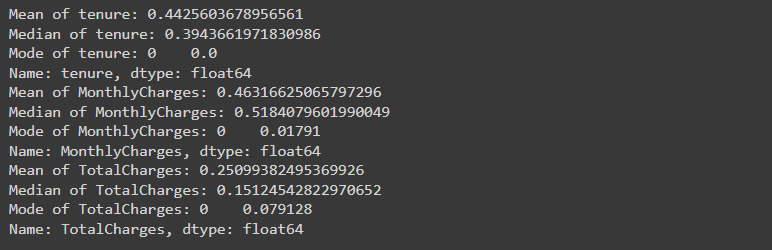 Mean of tenure: 0.4425603678956561
Median of tenure: 0.3943661971830986
Mode of tenure: 0    0.0
Name: tenure, dtype: float64
Mean of MonthlyCharges: 0.46316625065797296
Median of MonthlyCharges: 0.5184079601990049
Mode of MonthlyCharges: 0    0.01791
Name: MonthlyCharges, dtype: float64
Mean of TotalCharges: 0.25099382495369926
Median of TotalCharges: 0.15124542822970652
Mode of TotalCharges: 0    0.079128
Name: TotalCharges, dtype: float64